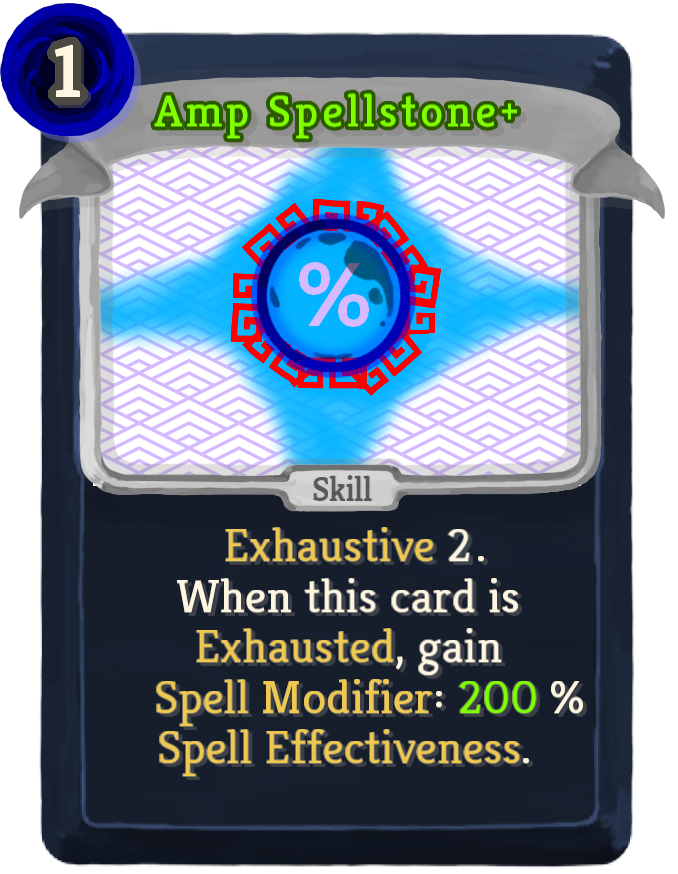 1
Amp Spellstone+
%
Skill
Exhaustive 2.
When this card is
Exhausted, gain
Spell Modifier: 200 %
Spell Effectiveness.